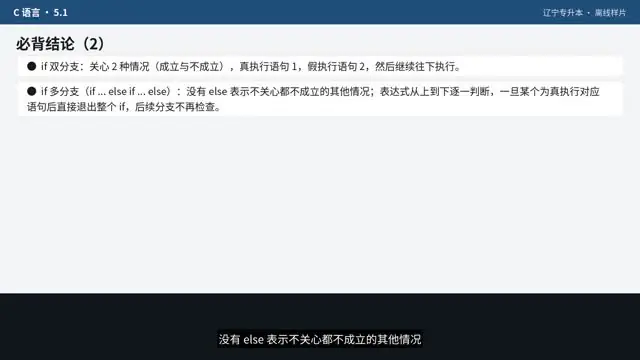 C 语言 · 5.1
辽宁专升本 · 离线样片
必背结论（2）
● if 双分支：关心 2 种情况（成立与不成立），真执行语句 1，假执行语句 2，然后继续往下执行。
● if 多分支（if ... else if ... else）：没有 else 表示不关心都不成立的其他情况；表达式从上到下逐一判断，一旦某个为真执行对应
语句后直接退出整个 if，后续分支不再检查。
没有 else 表示不关心都不成立的其他情况